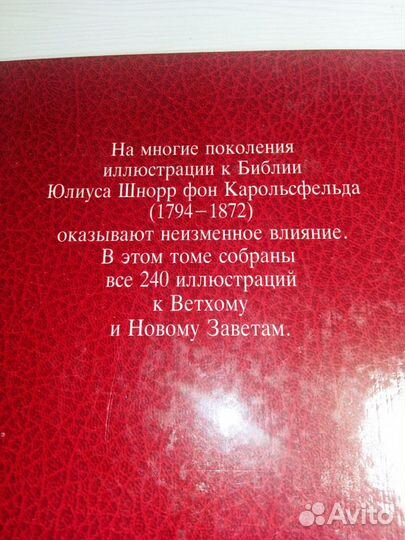 На многие поколения
иллюстрации к Библии
Юлиуса Шнорр фон Карольсфельда
(1794–1872)
оказывают неизменное влияние.
В этом томе собраны
все 240 иллюстраций
к Ветхому
и Новому Заветам.
Avito